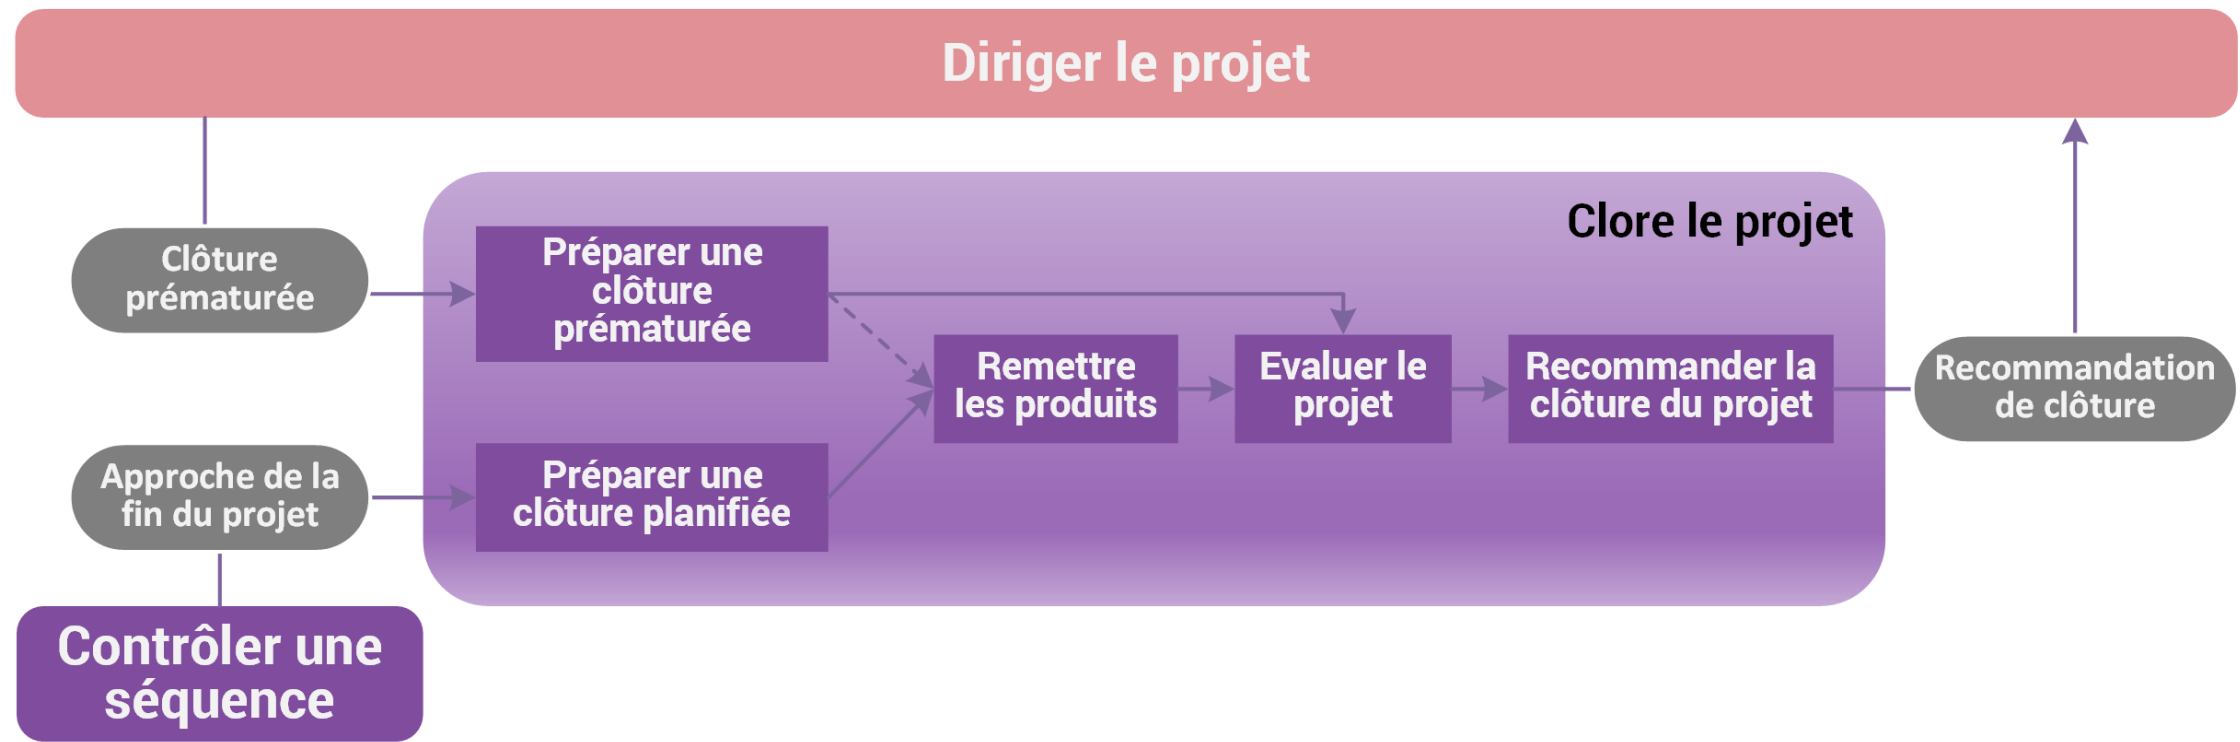 Diriger le projet
Clore le projet
Clôture
prématurée
Préparer une
clôture
prématurée
Remettre
les produits
Evaluer le
projet
Recommander la
clôture du projet
Recommandation
de clôture
Approche de la
fin du projet
Préparer une
clôture planifiée
Contrôler une
séquence